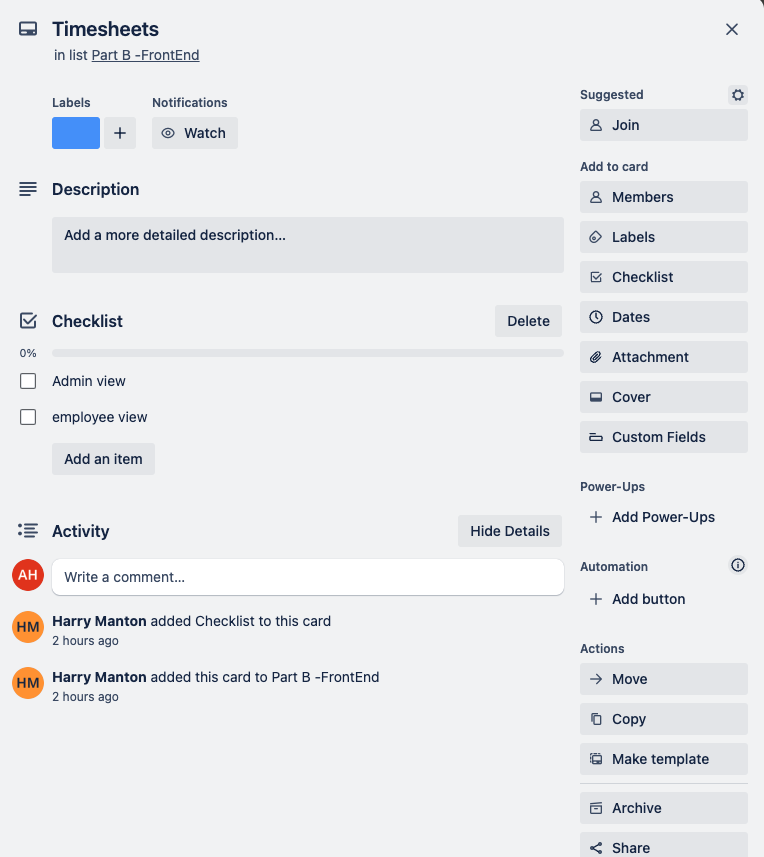 Timesheets
in list Part B -FrontEnd
Labels
Notifications
+
Watch
Description
Add a more detailed description...
Checklist
Delete
0%
Admin view
employee view
Add an item
Activity
Hide Details
AH
Write a comment...
HM
Harry Manton added Checklist to this card
2 hours ago
HM
Harry Manton added this card to Part B -FrontEnd
2 hours ago
Suggested
Join
Add to card
Members
Labels
Checklist
Dates
Attachment
Cover
Custom Fields
Power-Ups
+ Add Power-Ups
Automation
+ Add button
Actions
Move
Copy
Make template
Archive
Share